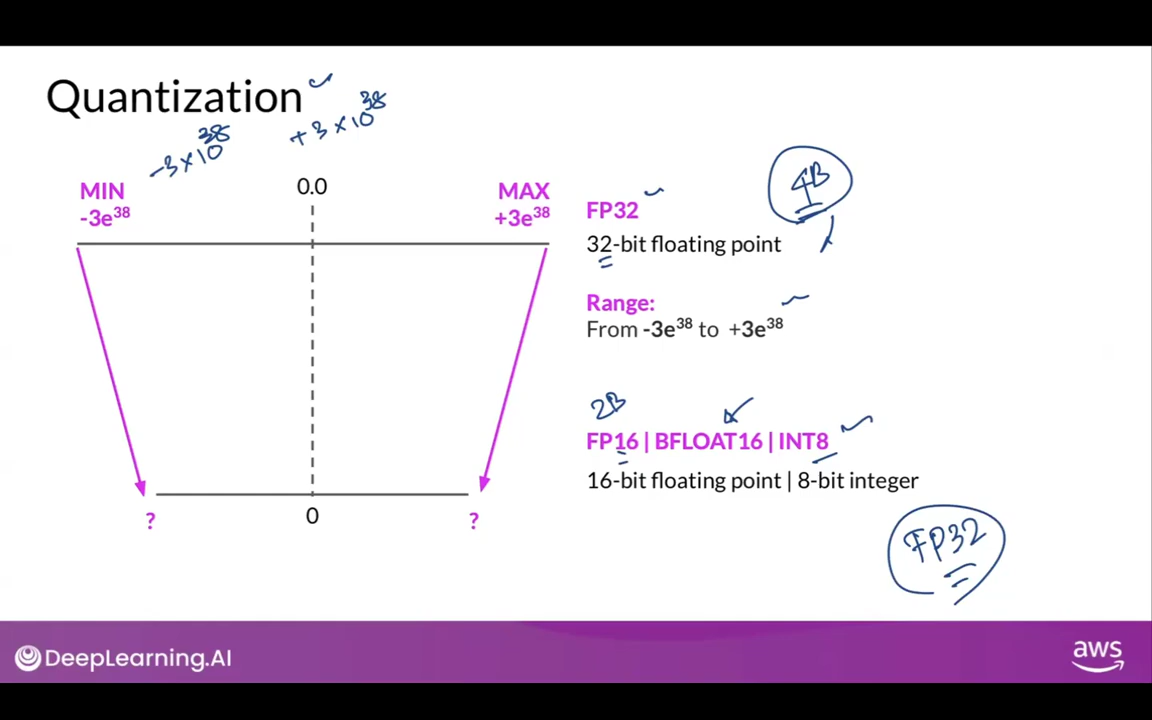 Quantization
-3×10³⁸ +3×10³⁸
MIN
-3e³⁸
0.0
MAX
+3e³⁸
FP32
4B
32-bit floating point
Range:
From -3e³⁸ to +3e³⁸
2B
FP16 | BFLOAT16 | INT8
16-bit floating point | 8-bit integer
? 0 ?
FP32
DeepLearning.AI
aws